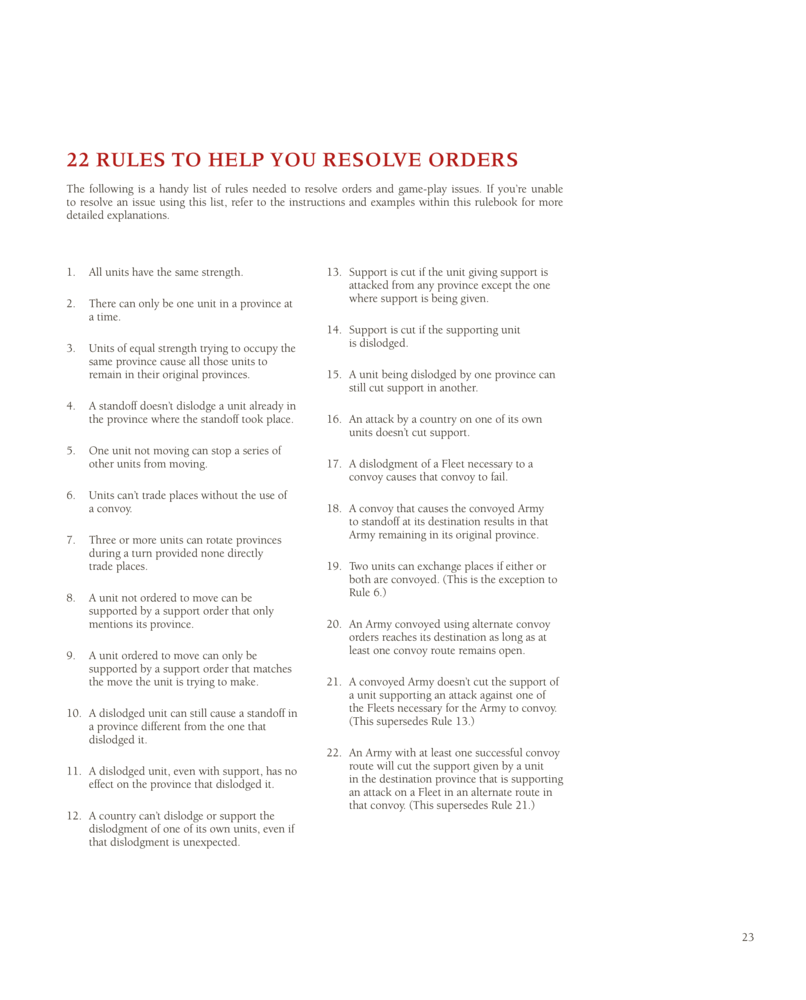 22 RULES TO HELP YOU RESOLVE ORDERS
The following is a handy list of rules needed to resolve orders and game-play issues. If you're unable
to resolve an issue using this list, refer to the instructions and examples within this rulebook for more
detailed explanations.
1. All units have the same strength.
2. There can only be one unit in a province at
a time.
3. Units of equal strength trying to occupy the
same province cause all those units to
remain in their original provinces.
4. A standoff doesn't dislodge a unit already in
the province where the standoff took place.
5. One unit not moving can stop a series of
other units from moving.
6. Units can't trade places without the use of
a convoy.
7. Three or more units can rotate provinces
during a turn provided none directly
trade places.
8. A unit not ordered to move can be
supported by a support order that only
mentions its province.
9. A unit ordered to move can only be
supported by a support order that matches
the move the unit is trying to make.
10. A dislodged unit can still cause a standoff in
a province different from the one that
dislodged it.
11. A dislodged unit, even with support, has no
effect on the province that dislodged it.
12. A country can't dislodge or support the
dislodgment of one of its own units, even if
that dislodgment is unexpected.
13. Support is cut if the unit giving support is
attacked from any province except the one
where support is being given.
14. Support is cut if the supporting unit
is dislodged.
15. A unit being dislodged by one province can
still cut support in another.
16. An attack by a country on one of its own
units doesn't cut support.
17. A dislodgment of a Fleet necessary to a
convoy causes that convoy to fail.
18. A convoy that causes the convoyed Army
to standoff at its destination results in that
Army remaining in its original province.
19. Two units can exchange places if either or
both are convoyed. (This is the exception to
Rule 6.)
20. An Army convoyed using alternate convoy
orders reaches its destination as long as at
least one convoy route remains open.
21. A convoyed Army doesn't cut the support of
a unit supporting an attack against one of
the Fleets necessary for the Army to convoy.
(This supersedes Rule 13.)
22. An Army with at least one successful convoy
route will cut the support given by a unit
in the destination province that is supporting
an attack on a Fleet in an alternate route in
that convoy. (This supersedes Rule 21.)
23